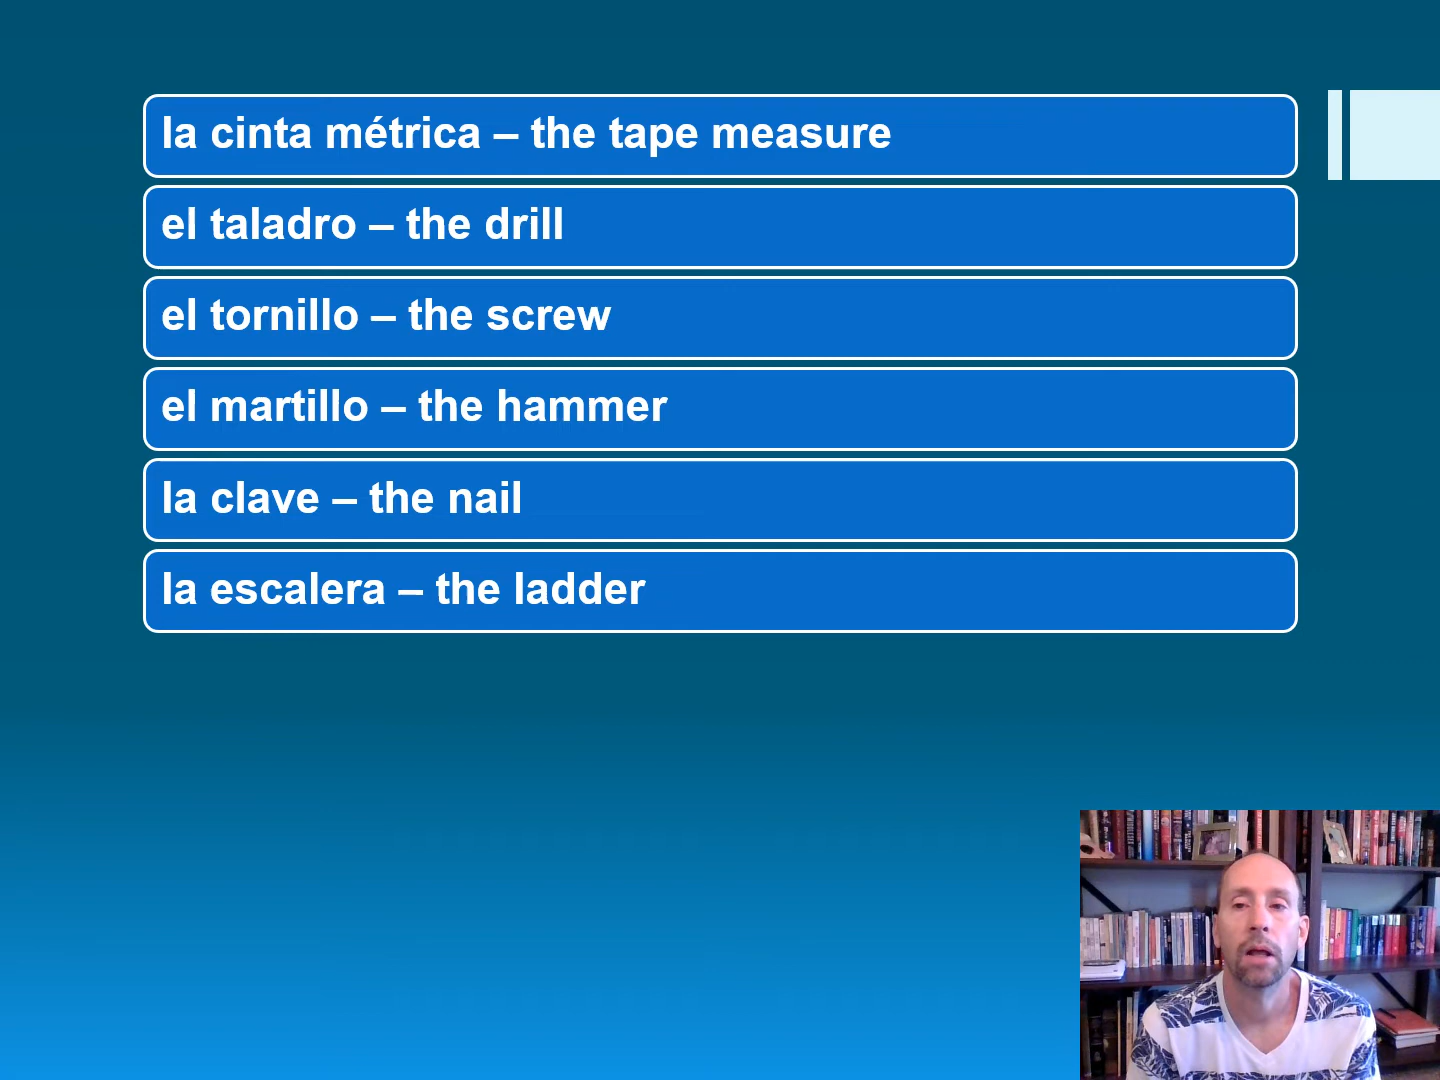 la cinta métrica – the tape measure
el taladro – the drill
el tornillo – the screw
el martillo – the hammer
la clave – the nail
la escalera – the ladder